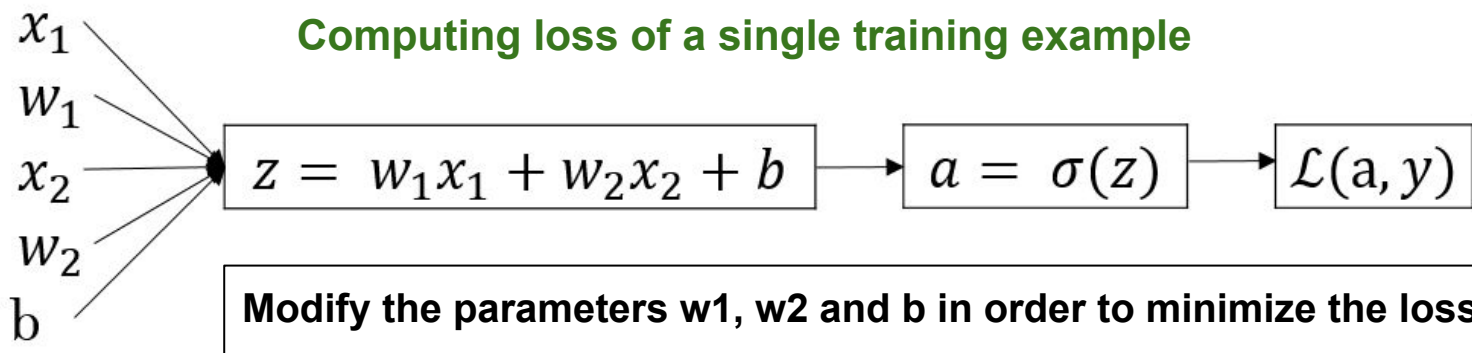 Computing loss of a single training example
x₁
w₁
x₂
w₂
b
z = w₁x₁ + w₂x₂ + b
a = σ(z)
ℒ(a, y)
Modify the parameters w1, w2 and b in order to minimize the loss